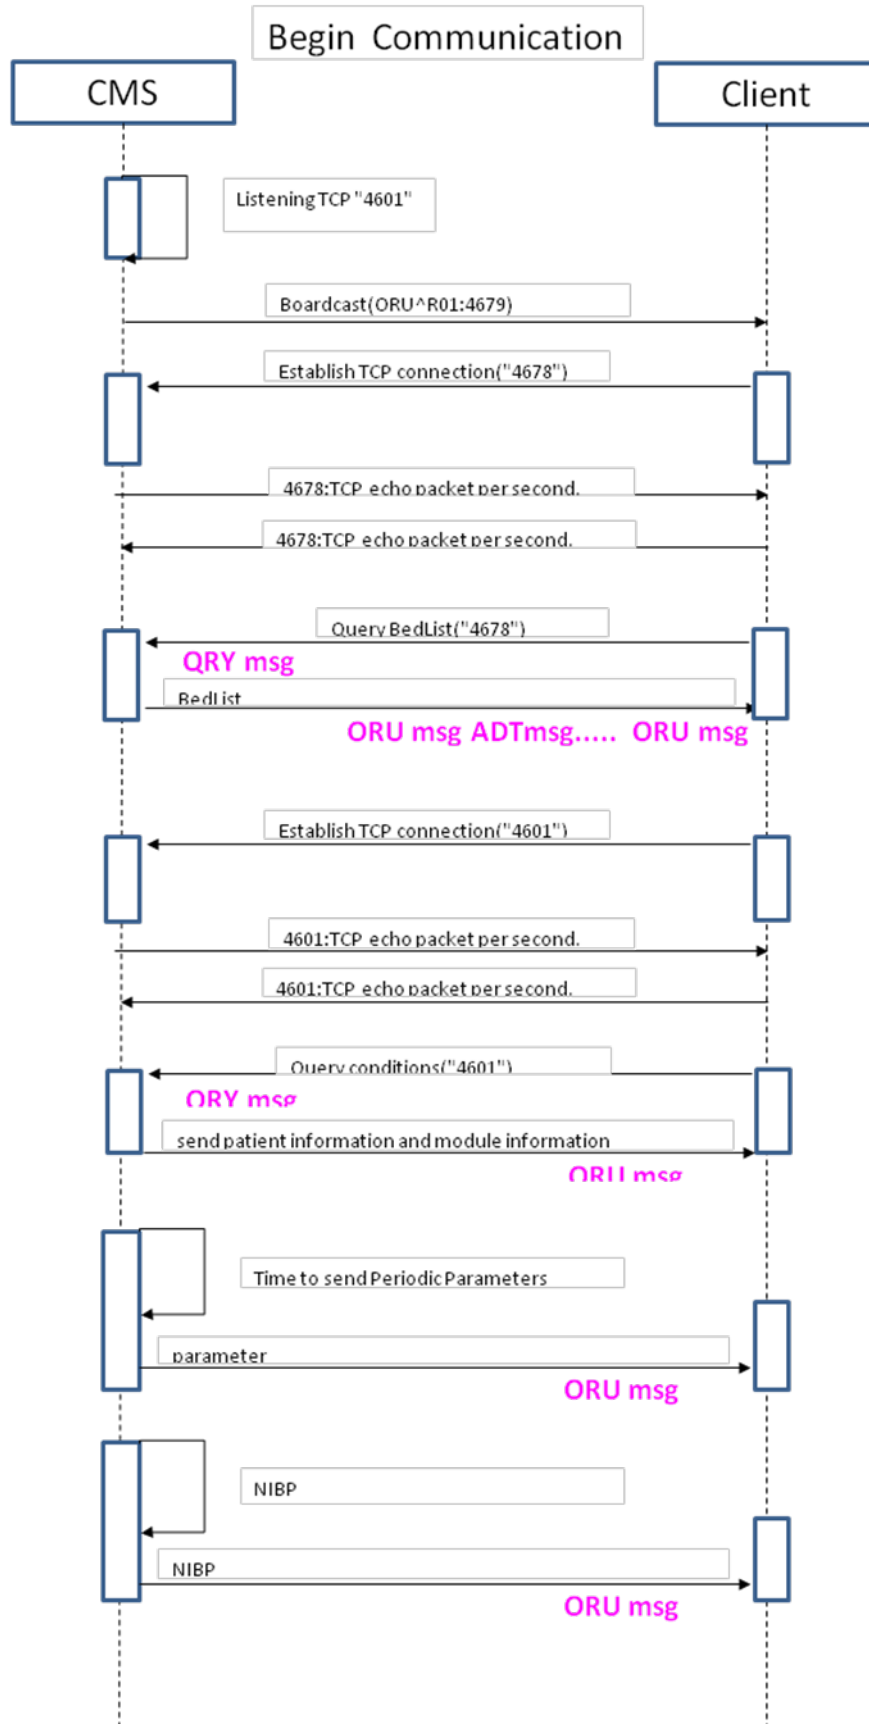 Begin Communication
CMS
Client
Listening TCP "4601"
Boardcast(ORU^R01:4679)
Establish TCP connection("4678")
4678:TCP echo packet per second.
4678:TCP echo packet per second.
Query BedList("4678")
QRY msg
BedList
ORU msg ADTmsg..... ORU msg
Establish TCP connection("4601")
4601:TCP echo packet per second.
4601:TCP echo packet per second.
Query conditions("4601")
QRY msg
send patient information and module information
ORU msg
Time to send Periodic Parameters
parameter
ORU msg
NIBP
NIBP
ORU msg